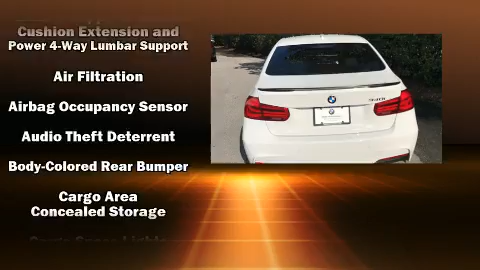 Cushion Extension and
Power 4-Way Lumbar Support
Air Filtration
Airbag Occupancy Sensor
Audio Theft Deterrent
Body-Colored Rear Bumper
Cargo Area
Concealed Storage